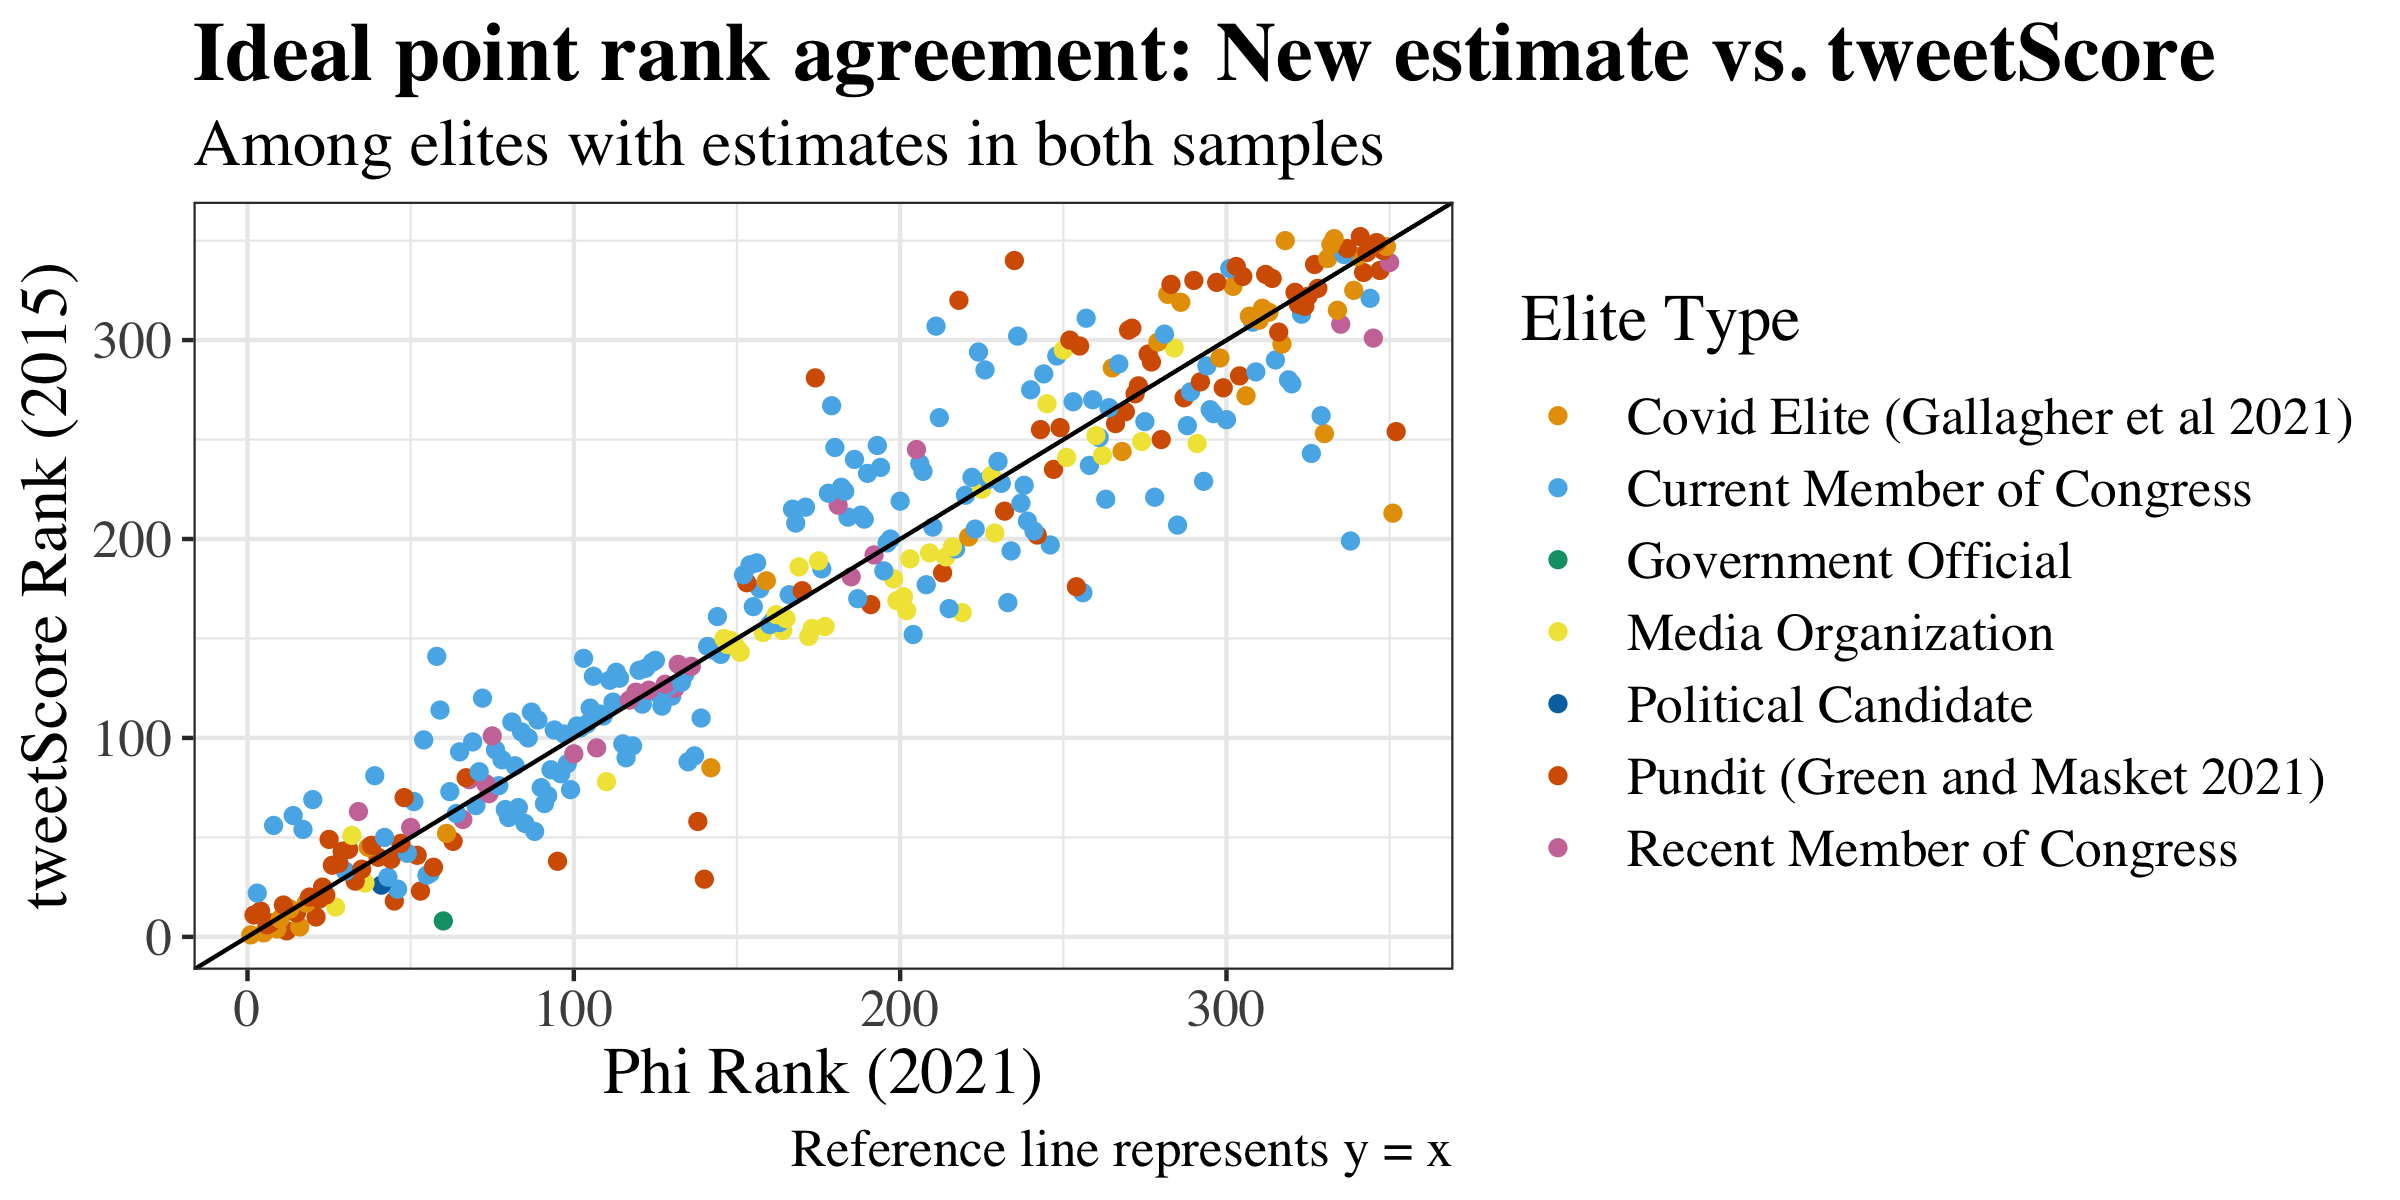 Ideal point rank agreement: New estimate vs. tweetScore
Among elites with estimates in both samples
tweetScore Rank (2015)
300
200
100
0
0 100 200 300
Phi Rank (2021)
Reference line represents y = x
Elite Type
Covid Elite (Gallagher et al 2021)
Current Member of Congress
Government Official
Media Organization
Political Candidate
Pundit (Green and Masket 2021)
Recent Member of Congress